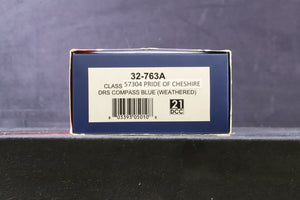 32-763A
CLASS 57304 PRIDE OF CHESHIRE
DRS COMPASS BLUE (WEATHERED)
21
DCC